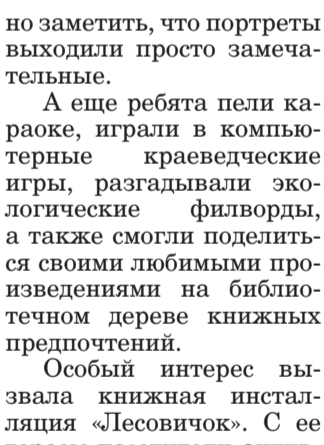 но заметить, что портреты
выходили просто замеча-
тельные.
А еще ребята пели ка-
раоке, играли в компью-
терные краеведческие
игры, разгадывали эко-
логические филворды,
а также смогли поделить-
ся своими любимыми про-
изведениями на библио-
течном дереве книжных
предпочтений.
Особый интерес вы-
звала книжная инстал-
ляция «Лесовичок». С ее